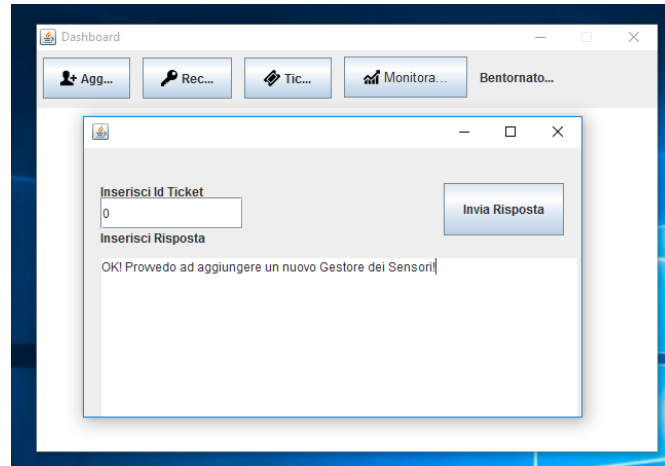 Dashboard
Agg... Rec... Tic... Monitora... Bentornato...
Inserisci Id Ticket
0
Invia Risposta
Inserisci Risposta
OK! Provvedo ad aggiungere un nuovo Gestore dei Sensori!